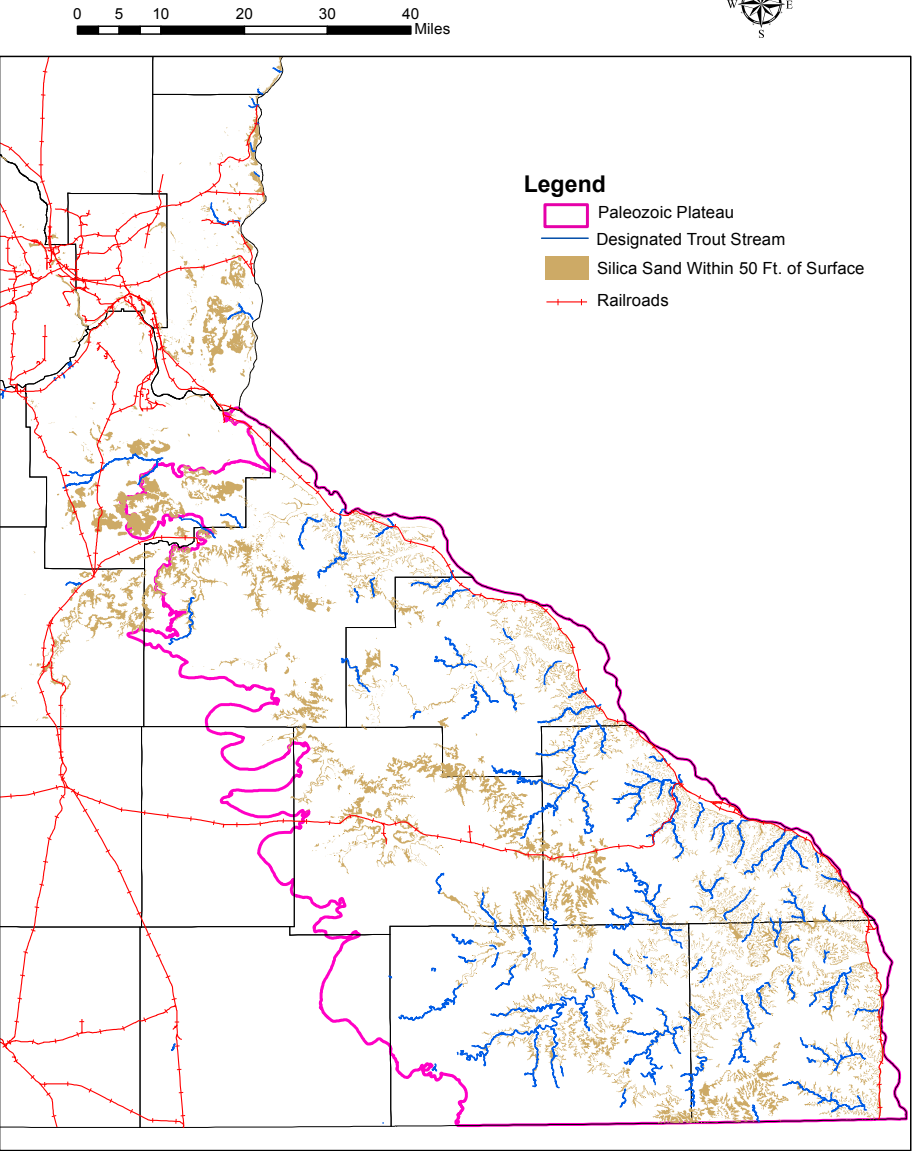 0 5 10 20 30 40
Miles
W E
S
Legend
Paleozoic Plateau
Designated Trout Stream
Silica Sand Within 50 Ft. of Surface
Railroads